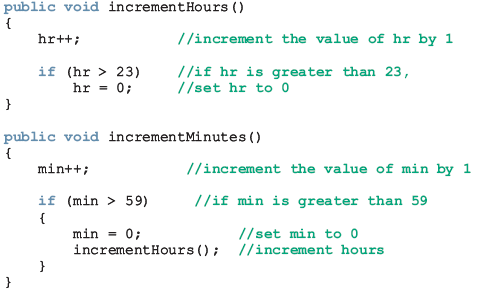 public void incrementHours()
{
    hr++;            //increment the value of hr by 1
    if (hr > 23)     //if hr is greater than 23,
        hr = 0;      //set hr to 0
}
public void incrementMinutes()
{
    min++;            //increment the value of min by 1
    if (min > 59)      //if min is greater than 59
    {
        min = 0;            //set min to 0
        incrementHours();   //increment hours
    }
}